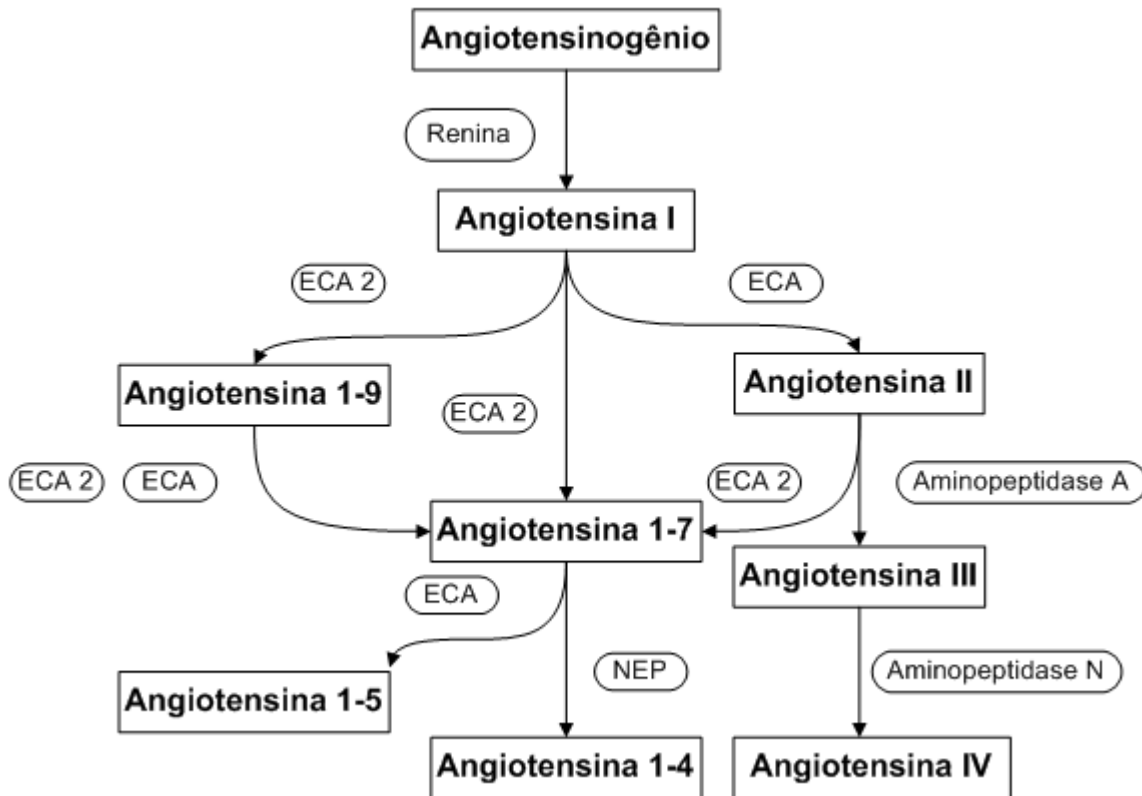 Angiotensinogênio
Renina
Angiotensina I
ECA 2
ECA
Angiotensina 1-9
ECA 2
Angiotensina II
ECA 2
ECA
ECA 2
Aminopeptidase A
Angiotensina 1-7
Angiotensina III
ECA
NEP
Aminopeptidase N
Angiotensina 1-5
Angiotensina 1-4
Angiotensina IV